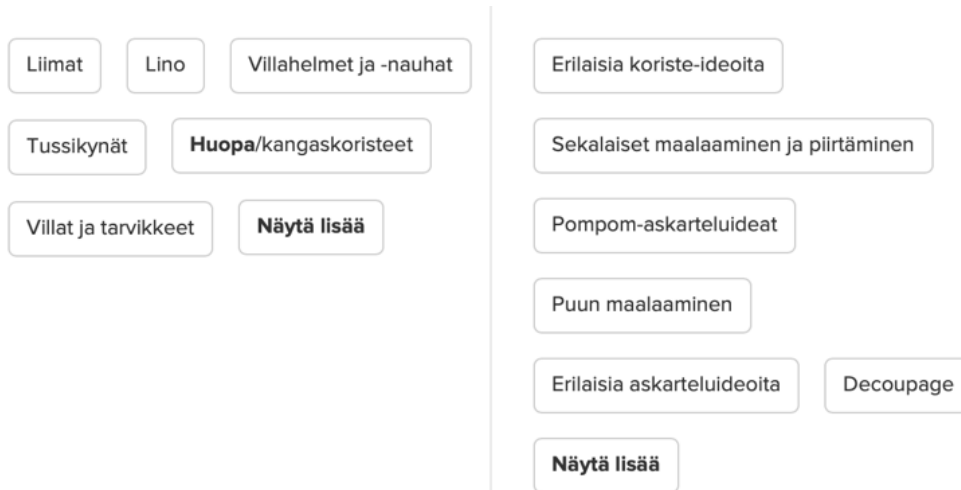 Liimat
Lino
Villahelmet ja -nauhat
Tussikynät
Huopa/kangaskoristeet
Villat ja tarvikkeet
Näytä lisää
Erilaisia koriste-ideoita
Sekalaiset maalaaminen ja piirtäminen
Pompom-askarteluideat
Puun maalaaminen
Erilaisia askarteluideoita
Decoupage
Näytä lisää